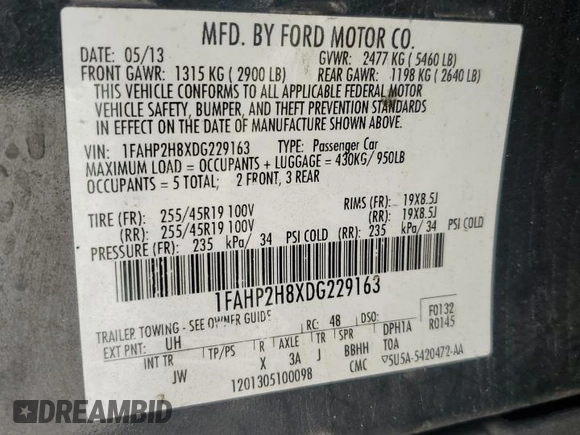 MFD. BY FORD MOTOR CO.
DATE: 05/13 GVWR: 2477 KG (5460 LB)
FRONT GAWR: 1315 KG (2900 LB) REAR GAWR: 1198 KG (2640 LB)
THIS VEHICLE CONFORMS TO ALL APPLICABLE FEDERAL MOTOR
VEHICLE SAFETY, BUMPER, AND THEFT PREVENTION STANDARDS
IN EFFECT ON THE DATE OF MANUFACTURE SHOWN ABOVE.
VIN: 1FAHP2H8XDG229163 TYPE: Passenger Car
MAXIMUM LOAD = OCCUPANTS + LUGGAGE = 430KG/ 950LB
OCCUPANTS = 5 TOTAL; 2 FRONT, 3 REAR
TIRE (FR): 255/45R19 100V RIMS (FR): 19X8.5J
(RR): 255/45R19 100V (RR): 19X8.5J
PRESSURE (FR): 235 kPa/ 34 PSI COLD (RR): 235 kPa/ 34 PSI COLD
1FAHP2H8XDG229163
TRAILER TOWING - SEE OWNER GUIDE
EXT PNT: UH RC: 48 DSO: F0132
INT TR TP/PS R AXLE TR SPR DPH1A R0145
JW X 3A J BBHH TOA
1201305100098 CMC 5U5A-5420472-AA
DREAMBID